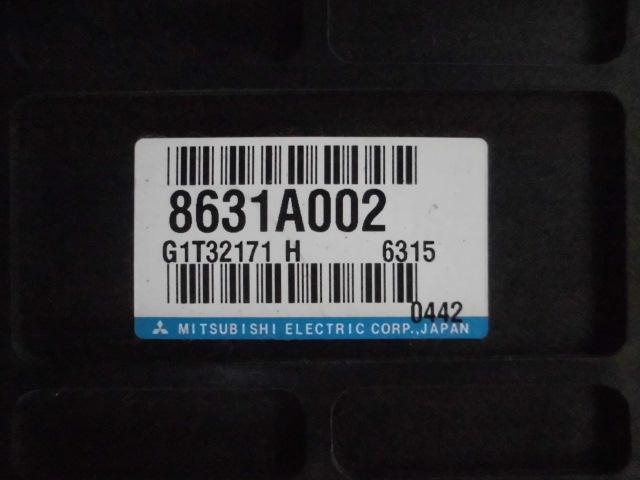 8631A002
G1T32171 H 6315
0442
MITSUBISHI ELECTRIC CORP.,JAPAN